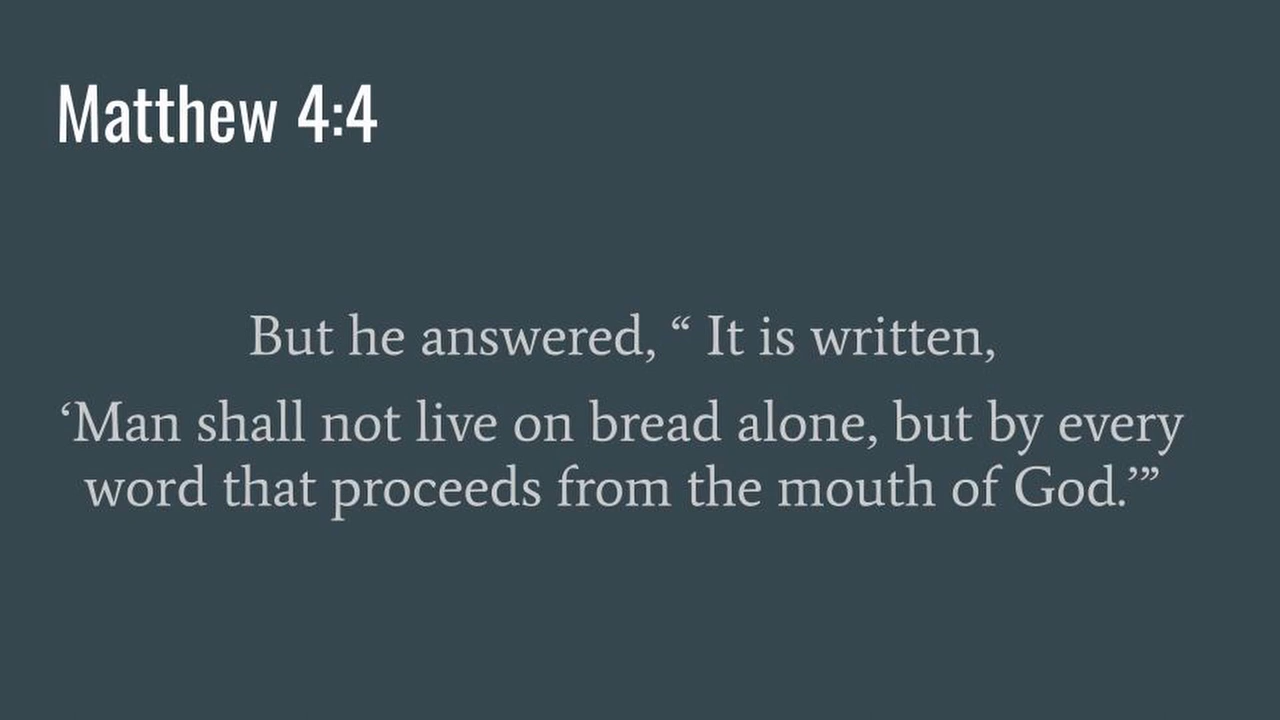 Matthew 4:4
But he answered, “ It is written,
‘Man shall not live on bread alone, but by every
word that proceeds from the mouth of God.’”